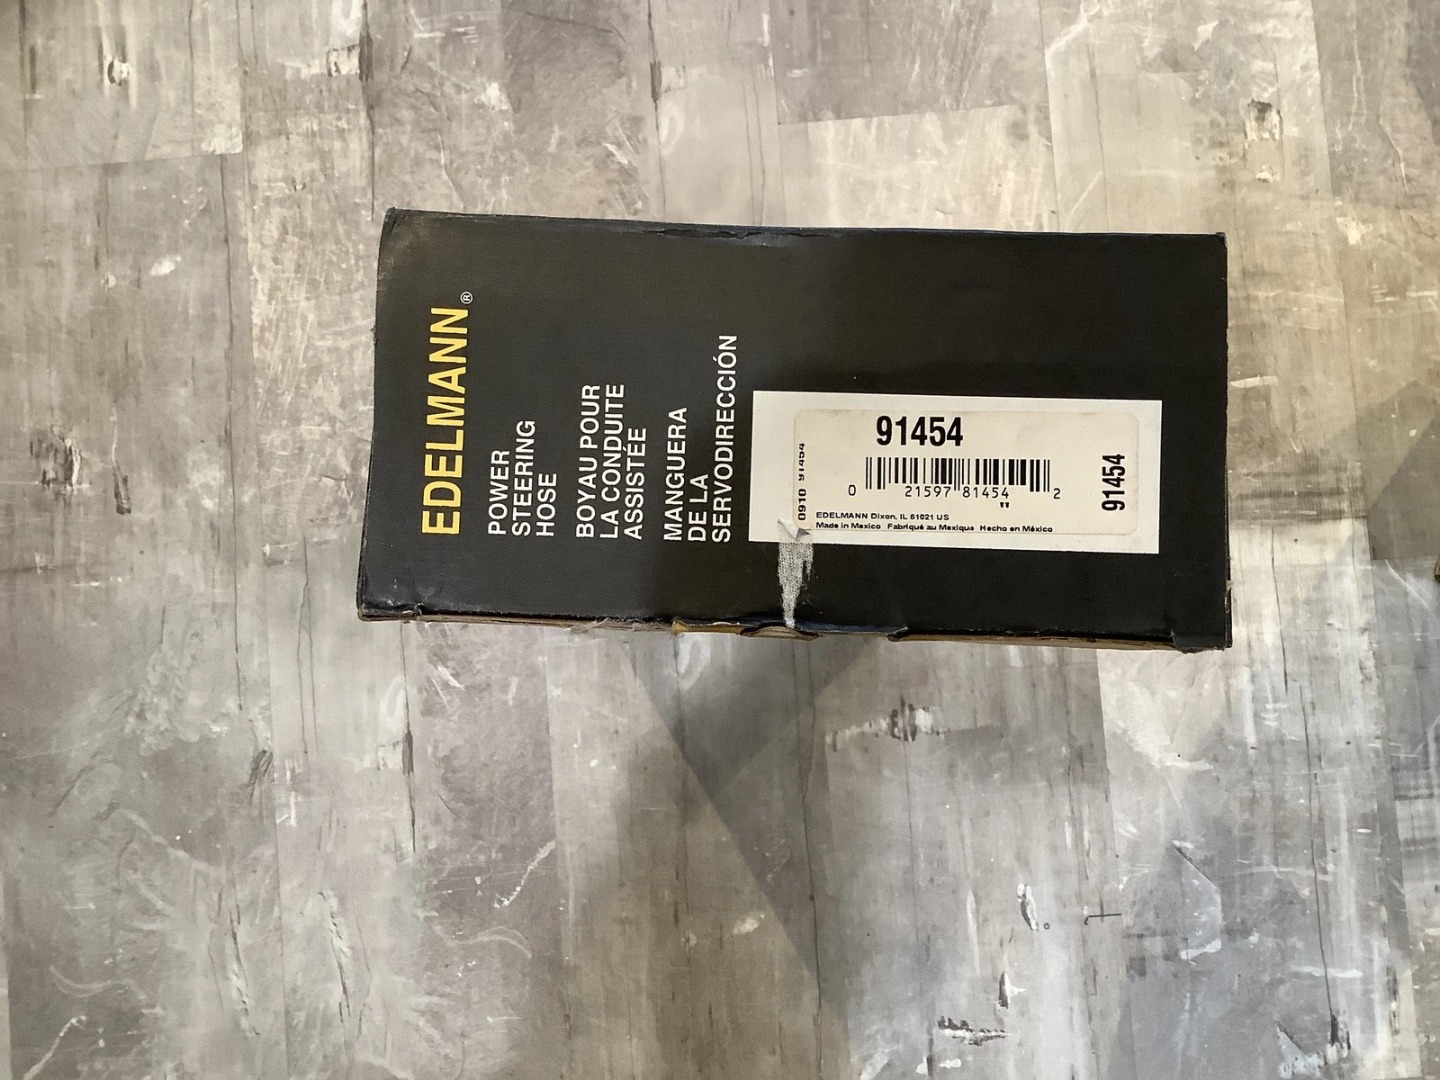 EDELMANN®
POWER
STEERING
HOSE
BOYAU POUR
LA CONDUITE
ASSISTÉE
MANGUERA
DE LA
SERVODIRECCIÓN
0910 91454
91454
0 21597 81454 2
"
EDELMANN Dixon, IL 61021 US
Made in Mexico Fabriqué au Mexique Hecho en México
91454